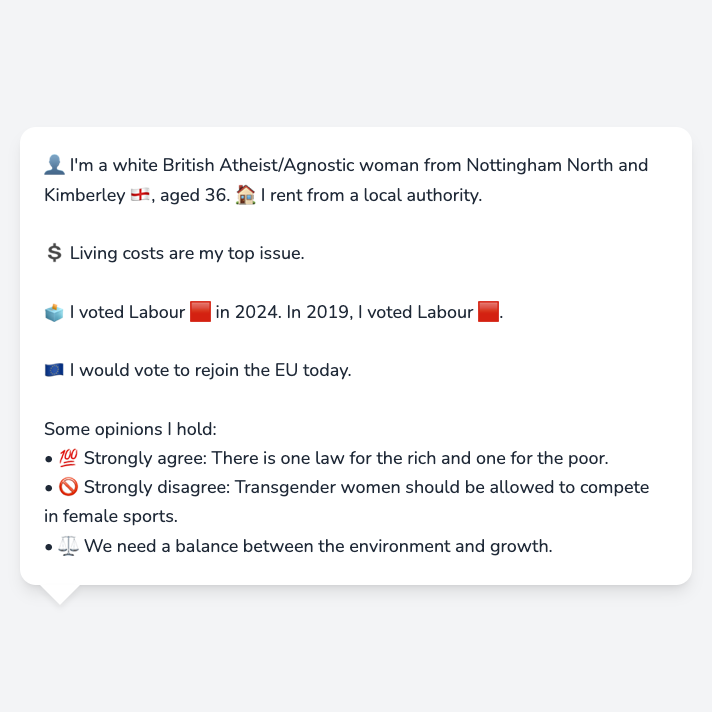 👤 I'm a white British Atheist/Agnostic woman from Nottingham North and
Kimberley 🏴󠁧󠁢󠁥󠁮󠁧󠁿, aged 36. 🏠 I rent from a local authority.
💲 Living costs are my top issue.
🗳️ I voted Labour 🟥 in 2024. In 2019, I voted Labour 🟥.
🇪🇺 I would vote to rejoin the EU today.
Some opinions I hold:
• 💯 Strongly agree: There is one law for the rich and one for the poor.
• 🚫 Strongly disagree: Transgender women should be allowed to compete
in female sports.
• ⚖️ We need a balance between the environment and growth.